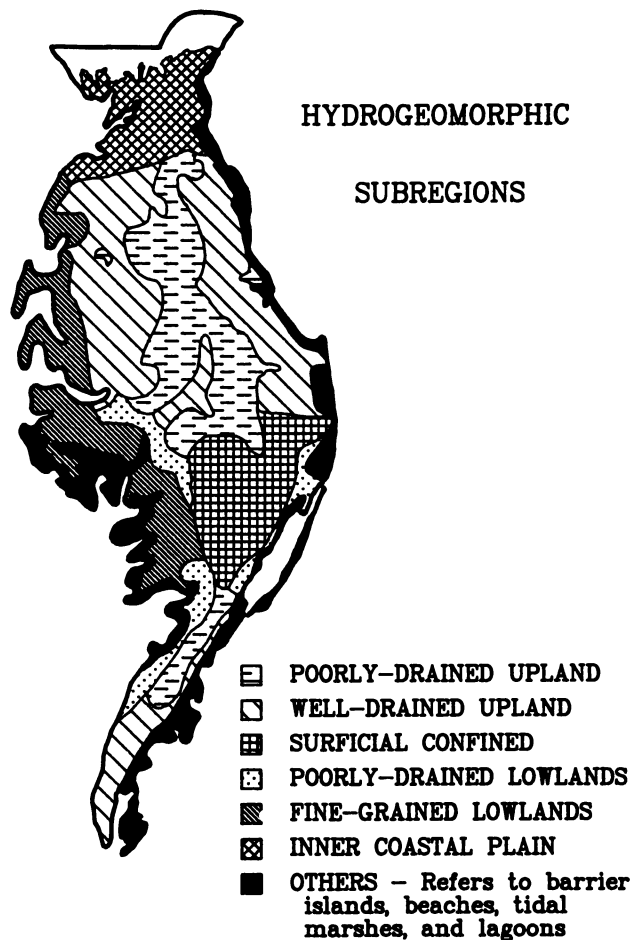 HYDROGEOMORPHIC
SUBREGIONS
POORLY-DRAINED UPLAND
WELL-DRAINED UPLAND
SURFICIAL CONFINED
POORLY-DRAINED LOWLANDS
FINE-GRAINED LOWLANDS
INNER COASTAL PLAIN
OTHERS - Refers to barrier
islands, beaches, tidal
marshes, and lagoons